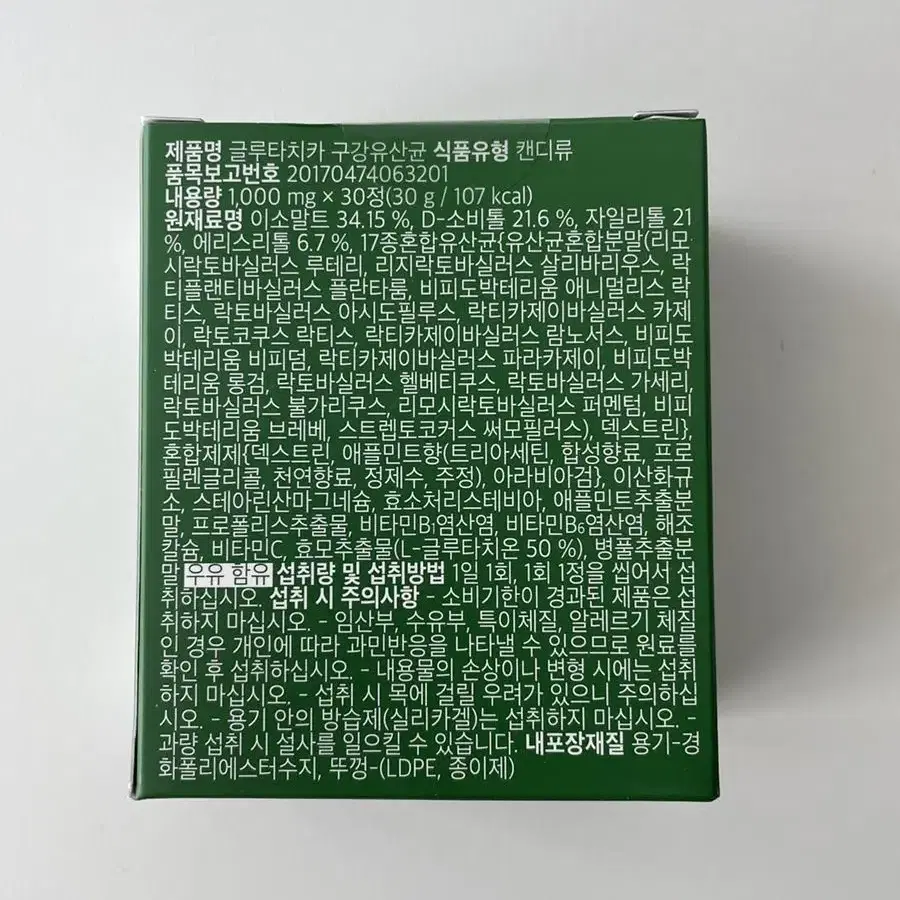 제품명 글루타치카 구강유산균 식품유형 캔디류
품목보고번호 20170474063201
내용량 1,000 mg × 30정(30 g / 107 kcal)
원재료명 이소말트 34.15 %, D-소비톨 21.6 %, 자일리톨 21
%, 에리스리톨 6.7 %, 17종혼합유산균{유산균혼합분말(리모
시락토바실러스 루테리, 리지락토바실러스 살리바리우스, 락
티플랜티바실러스 플란타룸, 비피도박테리움 애니멀리스 락
티스, 락토바실러스 아시도필루스, 락티카제이바실러스 카제
이, 락토코쿠스 락티스, 락티카제이바실러스 람노서스, 비피도
박테리움 비피덤, 락티카제이바실러스 파라카제이, 비피도박
테리움 롱검, 락토바실러스 헬베티쿠스, 락토바실러스 가세리,
락토바실러스 불가리쿠스, 리모시락토바실러스 퍼멘텀, 비피
도박테리움 브레베, 스트렙토코커스 써모필러스), 덱스트린},
혼합제제{덱스트린, 애플민트향(트리아세틴, 합성향료, 프로
필렌글리콜, 천연향료, 정제수, 주정), 아라비아검}, 이산화규
소, 스테아린산마그네슘, 효소처리스테비아, 애플민트추출분
말, 프로폴리스추출물, 비타민B₁염산염, 비타민B₆염산염, 해조
칼슘, 비타민C, 효모추출물(L-글루타치온 50 %), 병풀추출분
말 우유 함유 섭취량 및 섭취방법 1일 1회, 1회 1정을 씹어서 섭
취하십시오. 섭취 시 주의사항 - 소비기한이 경과된 제품은 섭
취하지 마십시오. - 임산부, 수유부, 특이체질, 알레르기 체질
인 경우 개인에 따라 과민반응을 나타낼 수 있으므로 원료를
확인 후 섭취하십시오. - 내용물의 손상이나 변형 시에는 섭취
하지 마십시오. - 섭취 시 목에 걸릴 우려가 있으니 주의하십시
오. - 용기 안의 방습제(실리카겔)는 섭취하지 마십시오. -
과량 섭취 시 설사를 일으킬 수 있습니다. 내포장재질 용기-경
화폴리에스터수지, 뚜껑-(LDPE, 종이제)